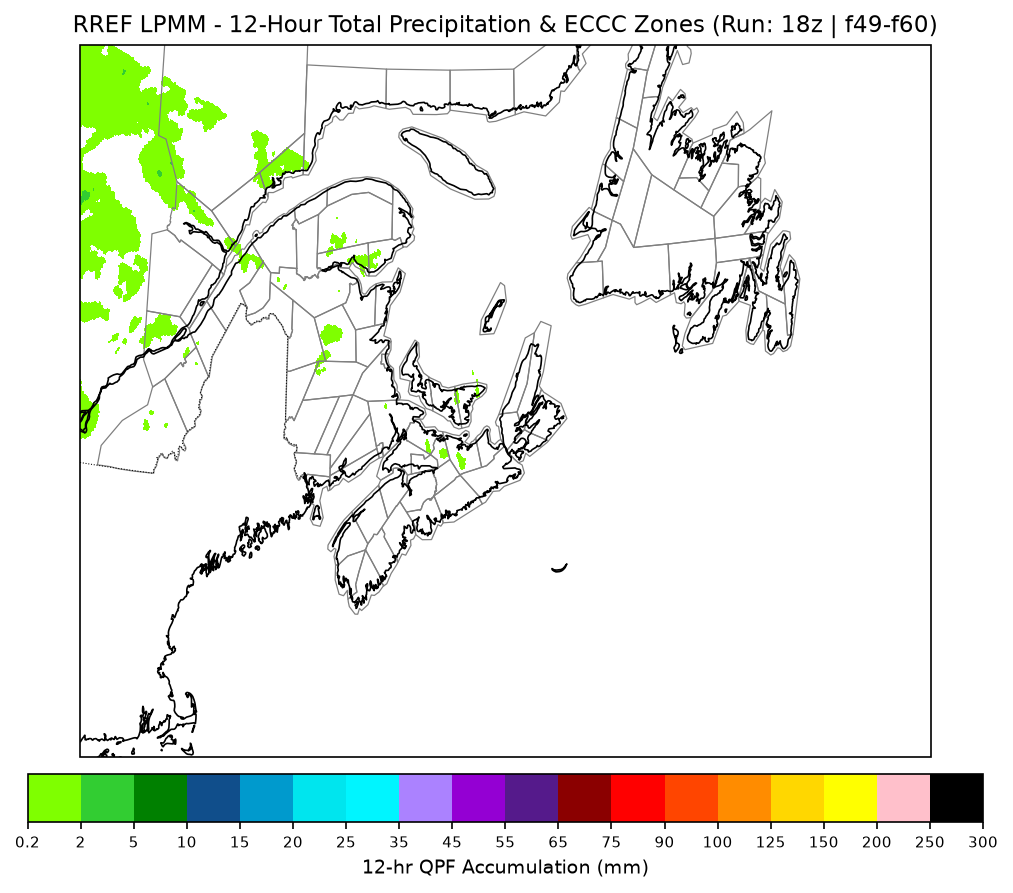 RREF LPMM - 12-Hour Total Precipitation & ECCC Zones (Run: 18z | f49-f60)
0.2 2 5 10 15 20 25 35 45 55 65 75 90 100 125 150 200 250 300
12-hr QPF Accumulation (mm)